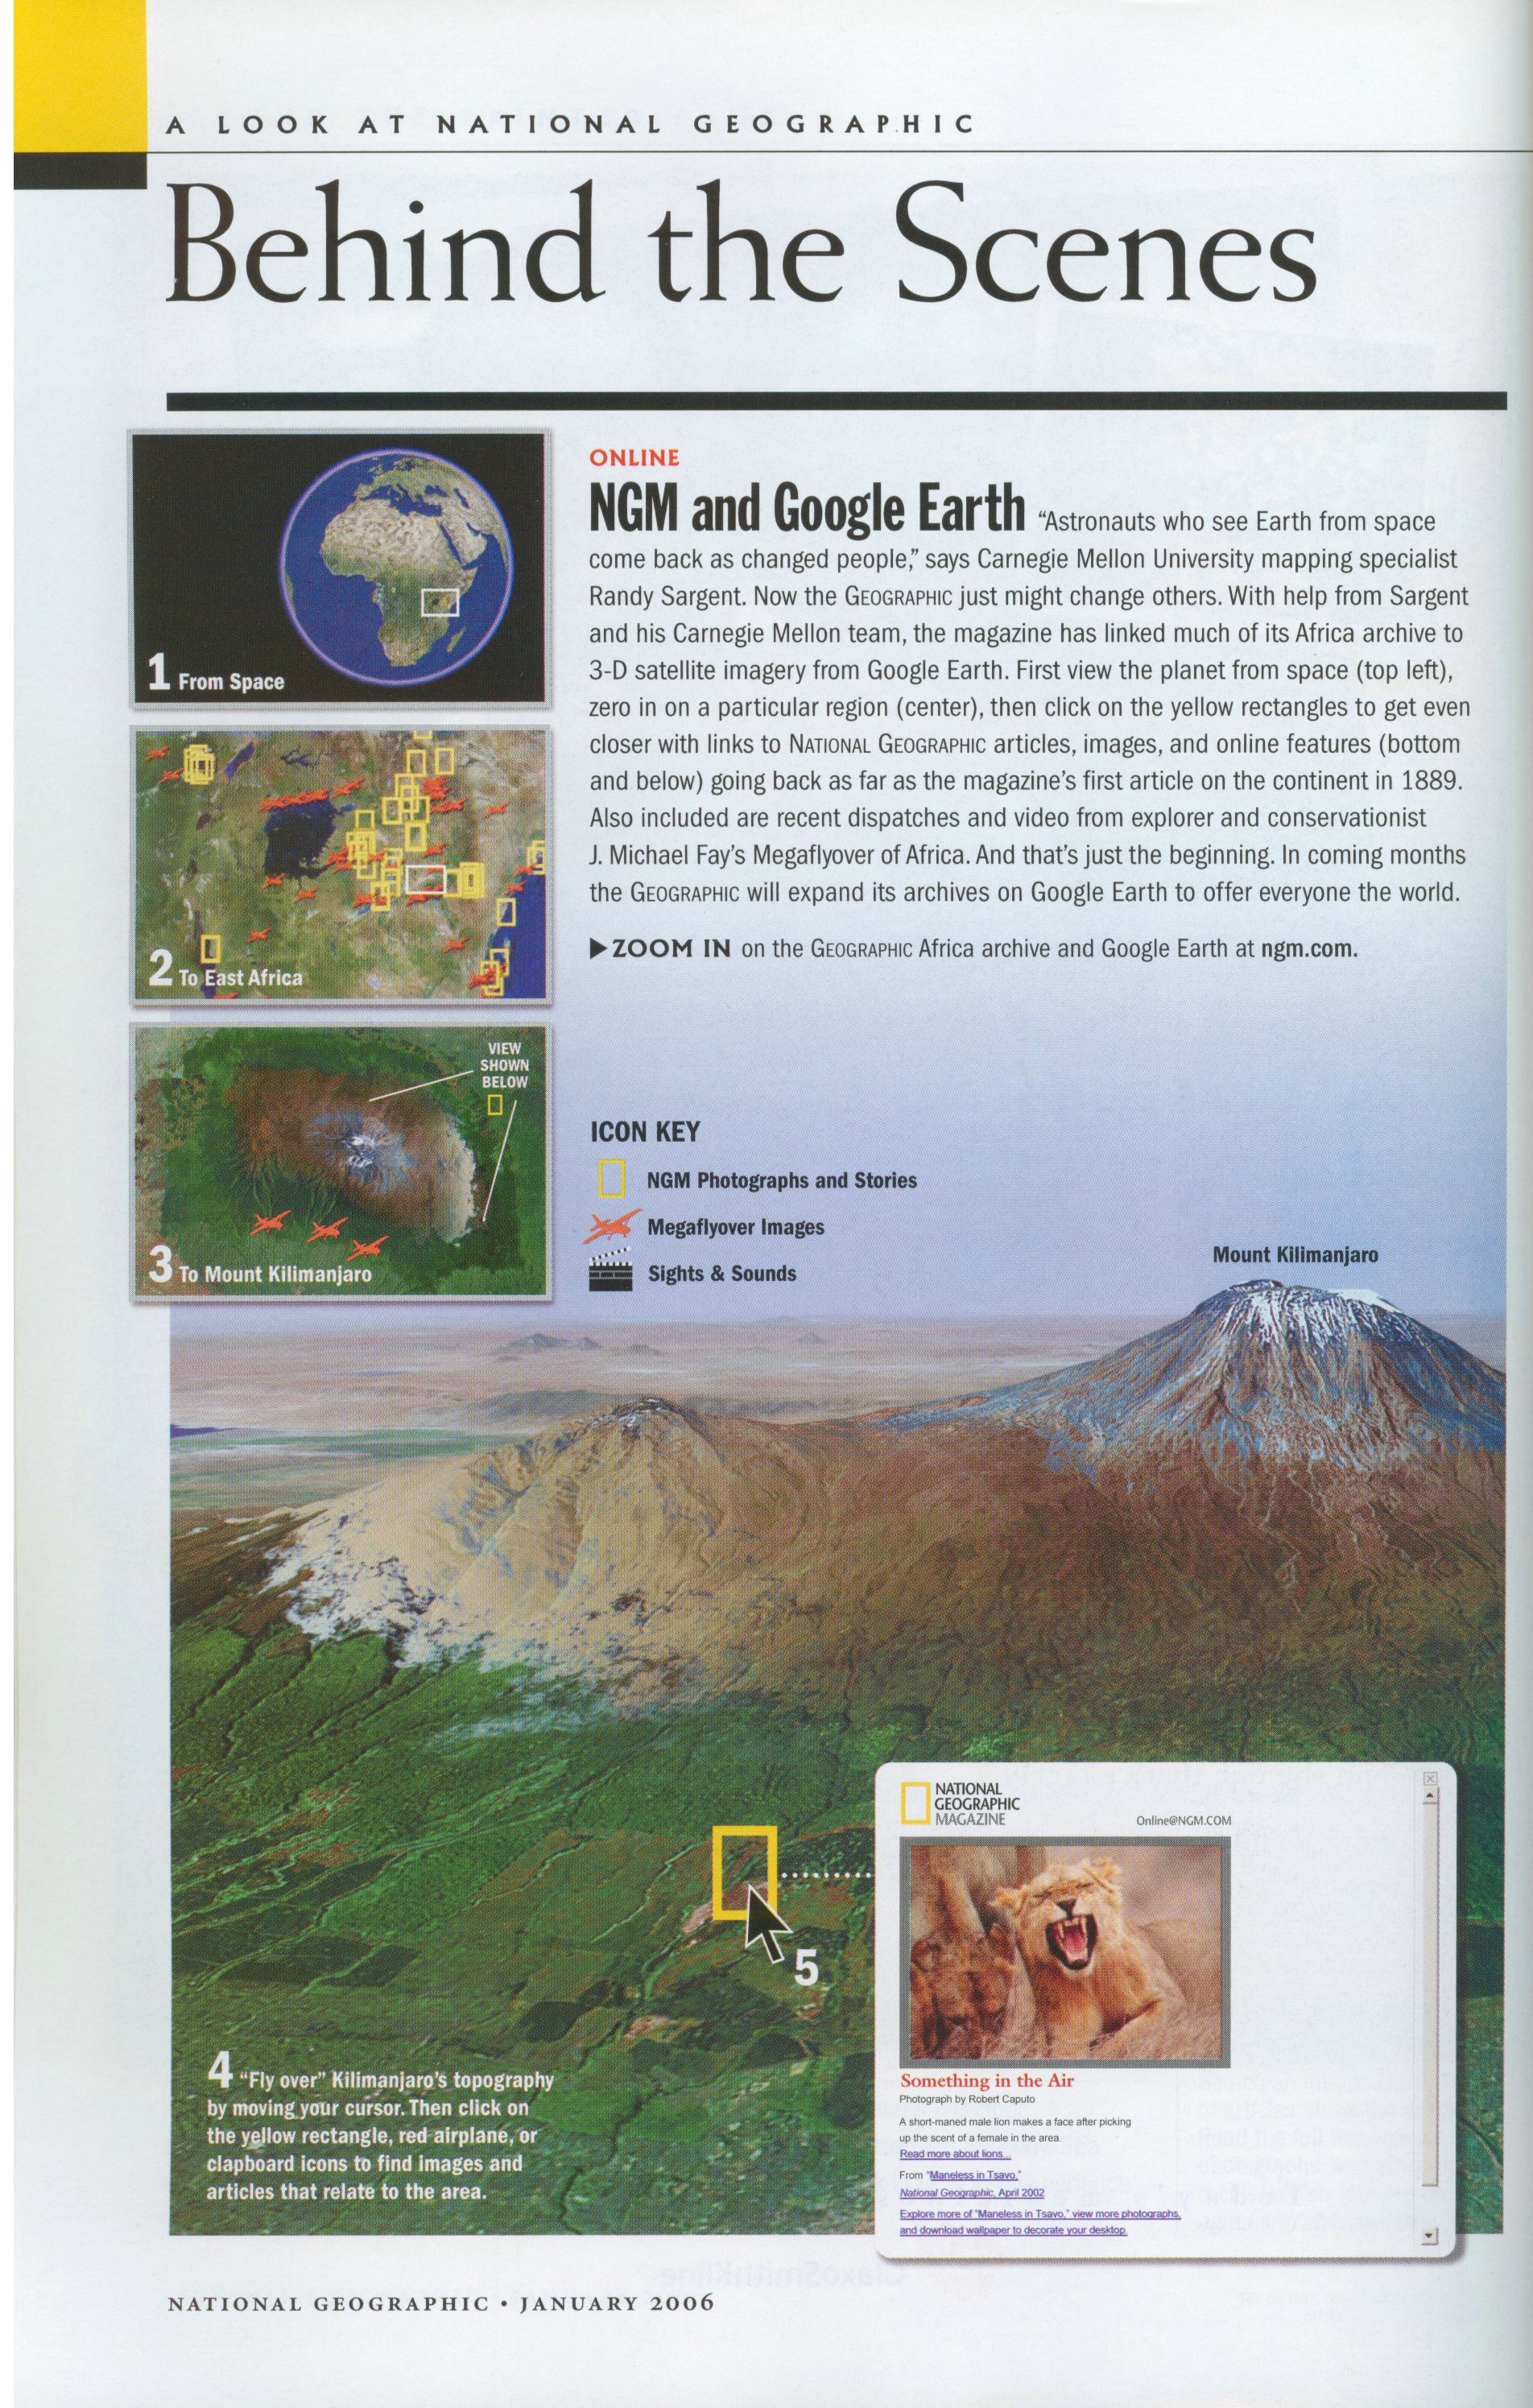 A LOOK AT NATIONAL GEOGRAPHIC
Behind the Scenes
1 From Space
2 To East Africa
VIEW
SHOWN
BELOW
3 To Mount Kilimanjaro
ONLINE
NGM and Google Earth “Astronauts who see Earth from space
come back as changed people,” says Carnegie Mellon University mapping specialist
Randy Sargent. Now the GEOGRAPHIC just might change others. With help from Sargent
and his Carnegie Mellon team, the magazine has linked much of its Africa archive to
3-D satellite imagery from Google Earth. First view the planet from space (top left),
zero in on a particular region (center), then click on the yellow rectangles to get even
closer with links to NATIONAL GEOGRAPHIC articles, images, and online features (bottom
and below) going back as far as the magazine’s first article on the continent in 1889.
Also included are recent dispatches and video from explorer and conservationist
J. Michael Fay’s Megaflyover of Africa. And that’s just the beginning. In coming months
the GEOGRAPHIC will expand its archives on Google Earth to offer everyone the world.
▶ZOOM IN on the GEOGRAPHIC Africa archive and Google Earth at ngm.com.
ICON KEY
NGM Photographs and Stories
Megaflyover Images
Sights & Sounds
Mount Kilimanjaro
5
4 “Fly over” Kilimanjaro’s topography
by moving your cursor. Then click on
the yellow rectangle, red airplane, or
clapboard icons to find images and
articles that relate to the area.
NATIONAL
GEOGRAPHIC
MAGAZINE
Online@NGM.COM
Something in the Air
Photograph by Robert Caputo
A short-maned male lion makes a face after picking
up the scent of a female in the area.
Read more about lions...
From "Maneless in Tsavo,"
National Geographic, April 2002
Explore more of "Maneless in Tsavo," view more photographs,
and download wallpaper to decorate your desktop.
NATIONAL GEOGRAPHIC • JANUARY 2006